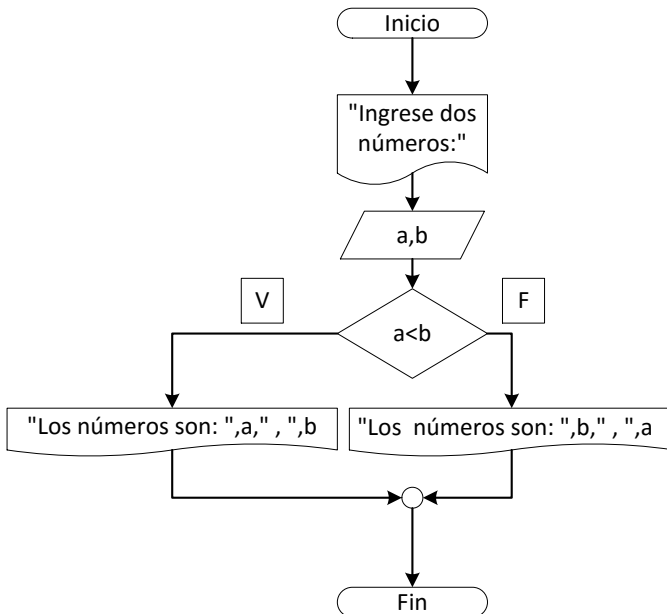 Inicio
"Ingrese dos
números:"
a,b
V
F
a<b
"Los números son: ",a," , ",b
"Los  números son: ",b," , ",a
Fin